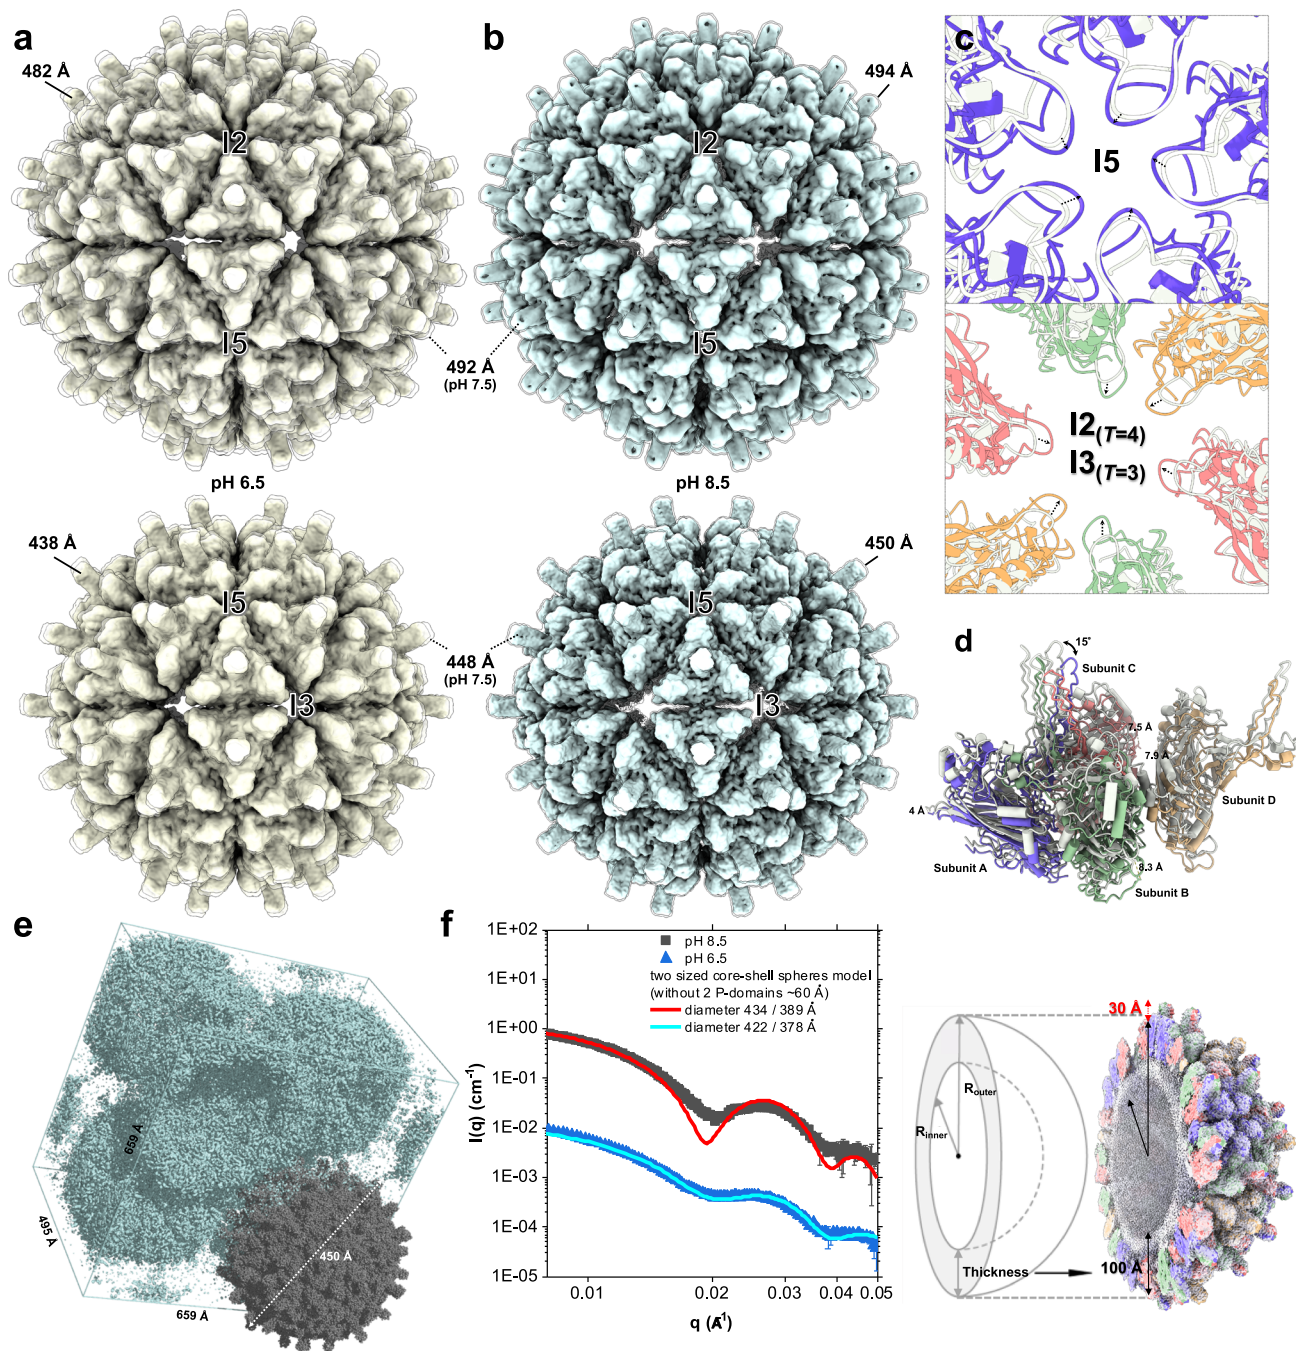 a
482 Å
I2
I5
492 Å
(pH 7.5)
pH 6.5
438 Å
I5
I3
448 Å
(pH 7.5)
b
494 Å
I2
I5
pH 8.5
450 Å
I5
I3
c
I5
I2(T=4)
I3(T=3)
d
15°
Subunit C
7.5 Å
7.9 Å
Subunit D
4 Å
8.3 Å
Subunit A
Subunit B
e
659 Å
495 Å
450 Å
659 Å
f
1E+02
1E+01
1E+00
1E-01
1E-02
1E-03
1E-04
1E-05
I(q) (cm⁻¹)
pH 8.5
pH 6.5
two sized core-shell spheres model
(without 2 P-domains ~60 Å)
diameter 434 / 389 Å
diameter 422 / 378 Å
0.01
0.02
0.03
0.04
0.05
q (Å⁻¹)
30 Å
Router
Rinner
Thickness
100 Å